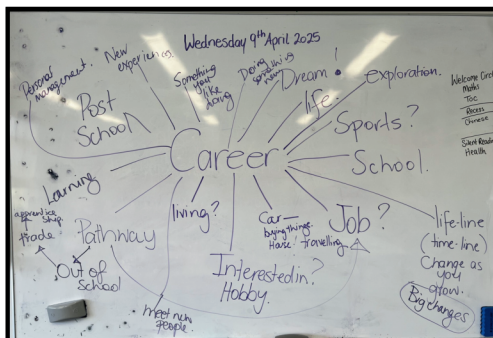 Wednesday 9th April 2025
Personal
management.
New
experience
Something
you
like
doing
Doing
something
new
Dream!
life.
exploration.
Post
School
Sports?
Career
School.
Learning
living?
Car—
buying things.
House! travelling.
Job?
life-line
(time-line)
Change as
you
grow.
Big changes
apprentice
ship
trade
Pathway
Out of
School
Interested in?
Hobby.
meet new
people.
Welcome Circle
Maths
Toc
Recess
Chinese
Silent Reading
Health